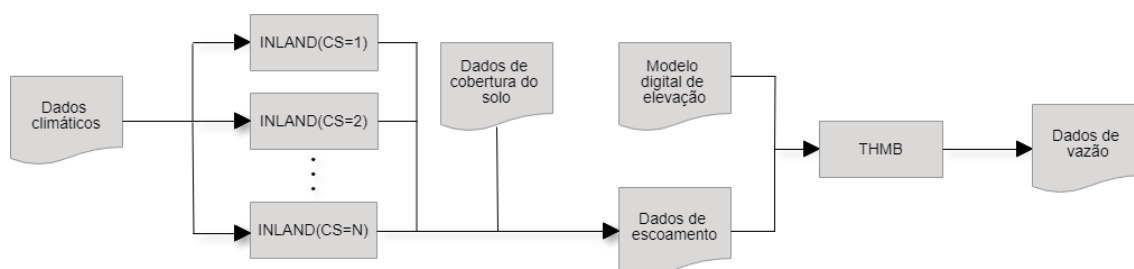 Dados
climáticos
INLAND(CS=1)
INLAND(CS=2)
INLAND(CS=N)
Dados de
cobertura do
solo
Modelo
digital de
elevação
Dados de
escoamento
THMB
Dados de
vazão